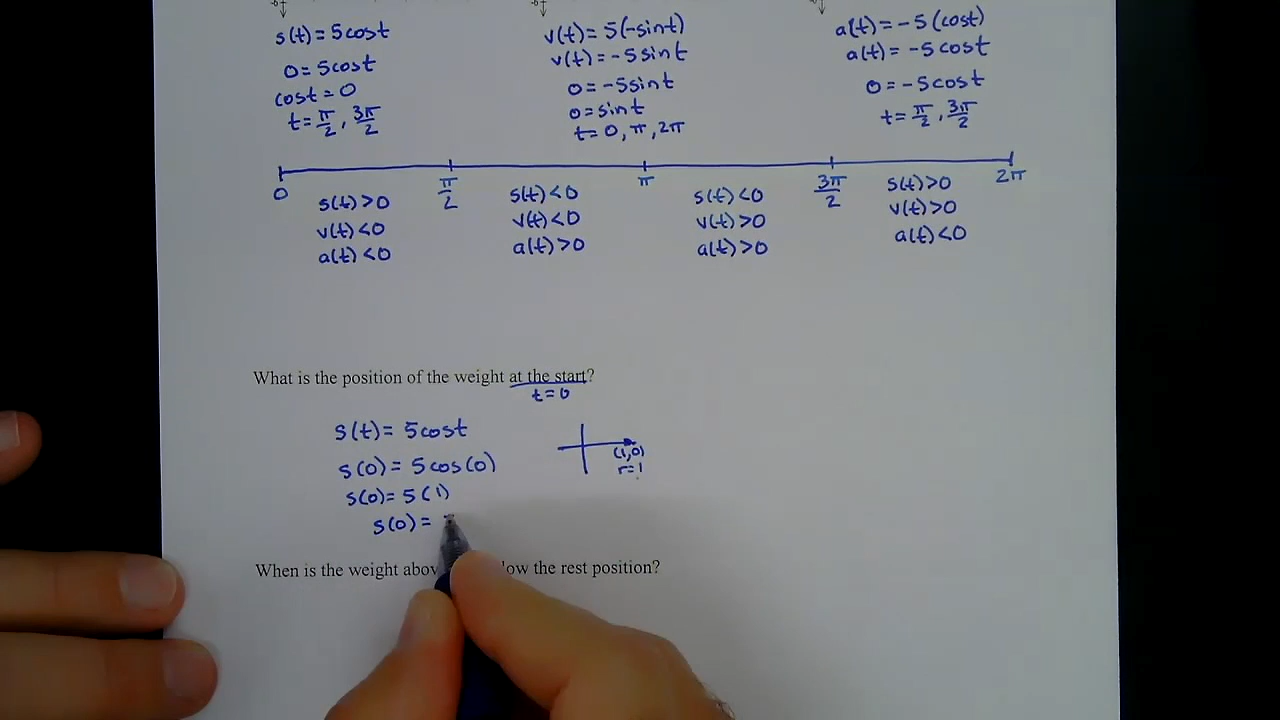 s(t) = 5cost
0 = 5cost
cost = 0
t = π/2, 3π/2
v(t) = 5(-sint)
v(t) = -5sint
0 = -5sint
0 = sint
t = 0, π, 2π
a(t) = -5(cost)
a(t) = -5cost
0 = -5cost
t = π/2, 3π/2
0 π/2 π 3π/2 2π
s(t) >0
v(t) <0
a(t) <0
s(t) <0
v(t) <0
a(t) >0
s(t) <0
v(t) >0
a(t) >0
s(t) >0
v(t) >0
a(t) <0
What is the position of the weight at the start?
t = 0
s(t) = 5cost
s(0) = 5cos(0)
s(0) = 5(1)
s(0) =
(1,0)
r=1
When is the weight the rest position?